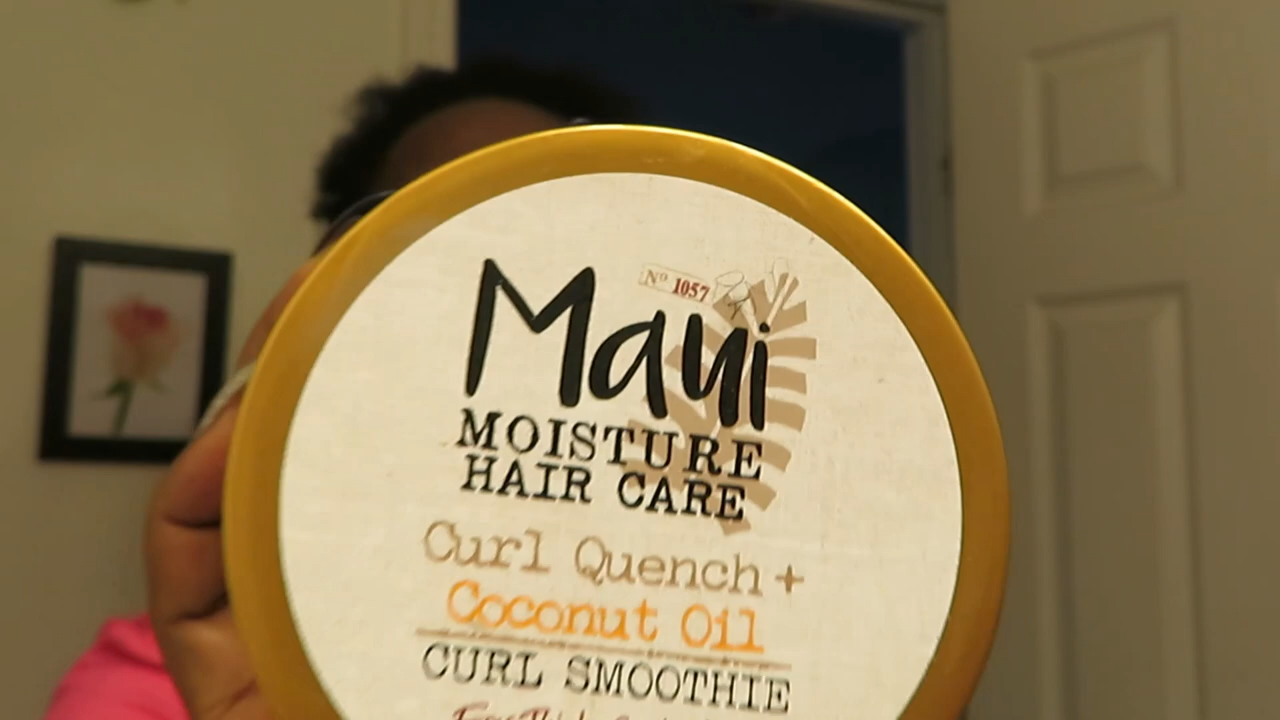 Nº 1057
Maui
MOISTURE
HAIR CARE
Curl Quench +
Coconut Oil
CURL SMOOTHIE